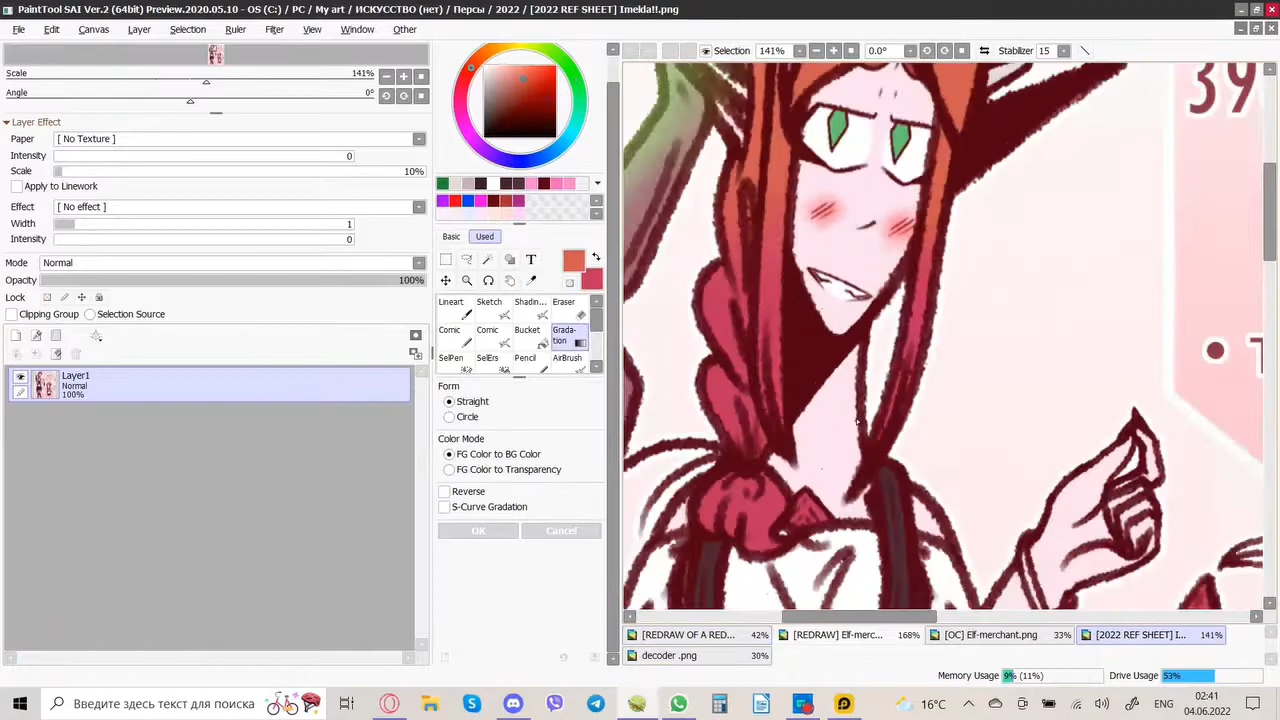 PaintTool SAI Ver.2 (64bit) Preview.2020.05.10 - OS (C:) / PC / My art / ИСКУССТВО (нет) / Персы / 2022 / [2022 REF SHEET] Imelda!!.png
File Edit Canvas Layer Selection Ruler Filter View Window Other
Selection 141% 0.0° Stabilizer 15
Scale 141%
Angle 0°
Layer Effect
Paper [ No Texture ]
Intensity 0
Scale 10%
Apply to Linework
Effect [ No effect ]
Width 1
Intensity 0
Mode Normal
Opacity 100%
Lock
Clipping Group Selection Source
Layer1
Normal
100%
Basic Used
T
Lineart Sketch Shadin... Eraser
Comic Comic Bucket Grada-
tion
SelPen SelErs Pencil AirBrush
Form
Straight
Circle
Color Mode
FG Color to BG Color
FG Color to Transparency
Reverse
S-Curve Gradation
OK Cancel
39
[REDRAW OF A RED... 42% [REDRAW] Elf-merc... 168% [OC] Elf-merchant.png 33% [2022 REF SHEET] I... 141%
decoder .png 30%
Memory Usage 9% (11%) Drive Usage 53%
Введите здесь текст для поиска
16°C
ENG
02:41
04.06.2022